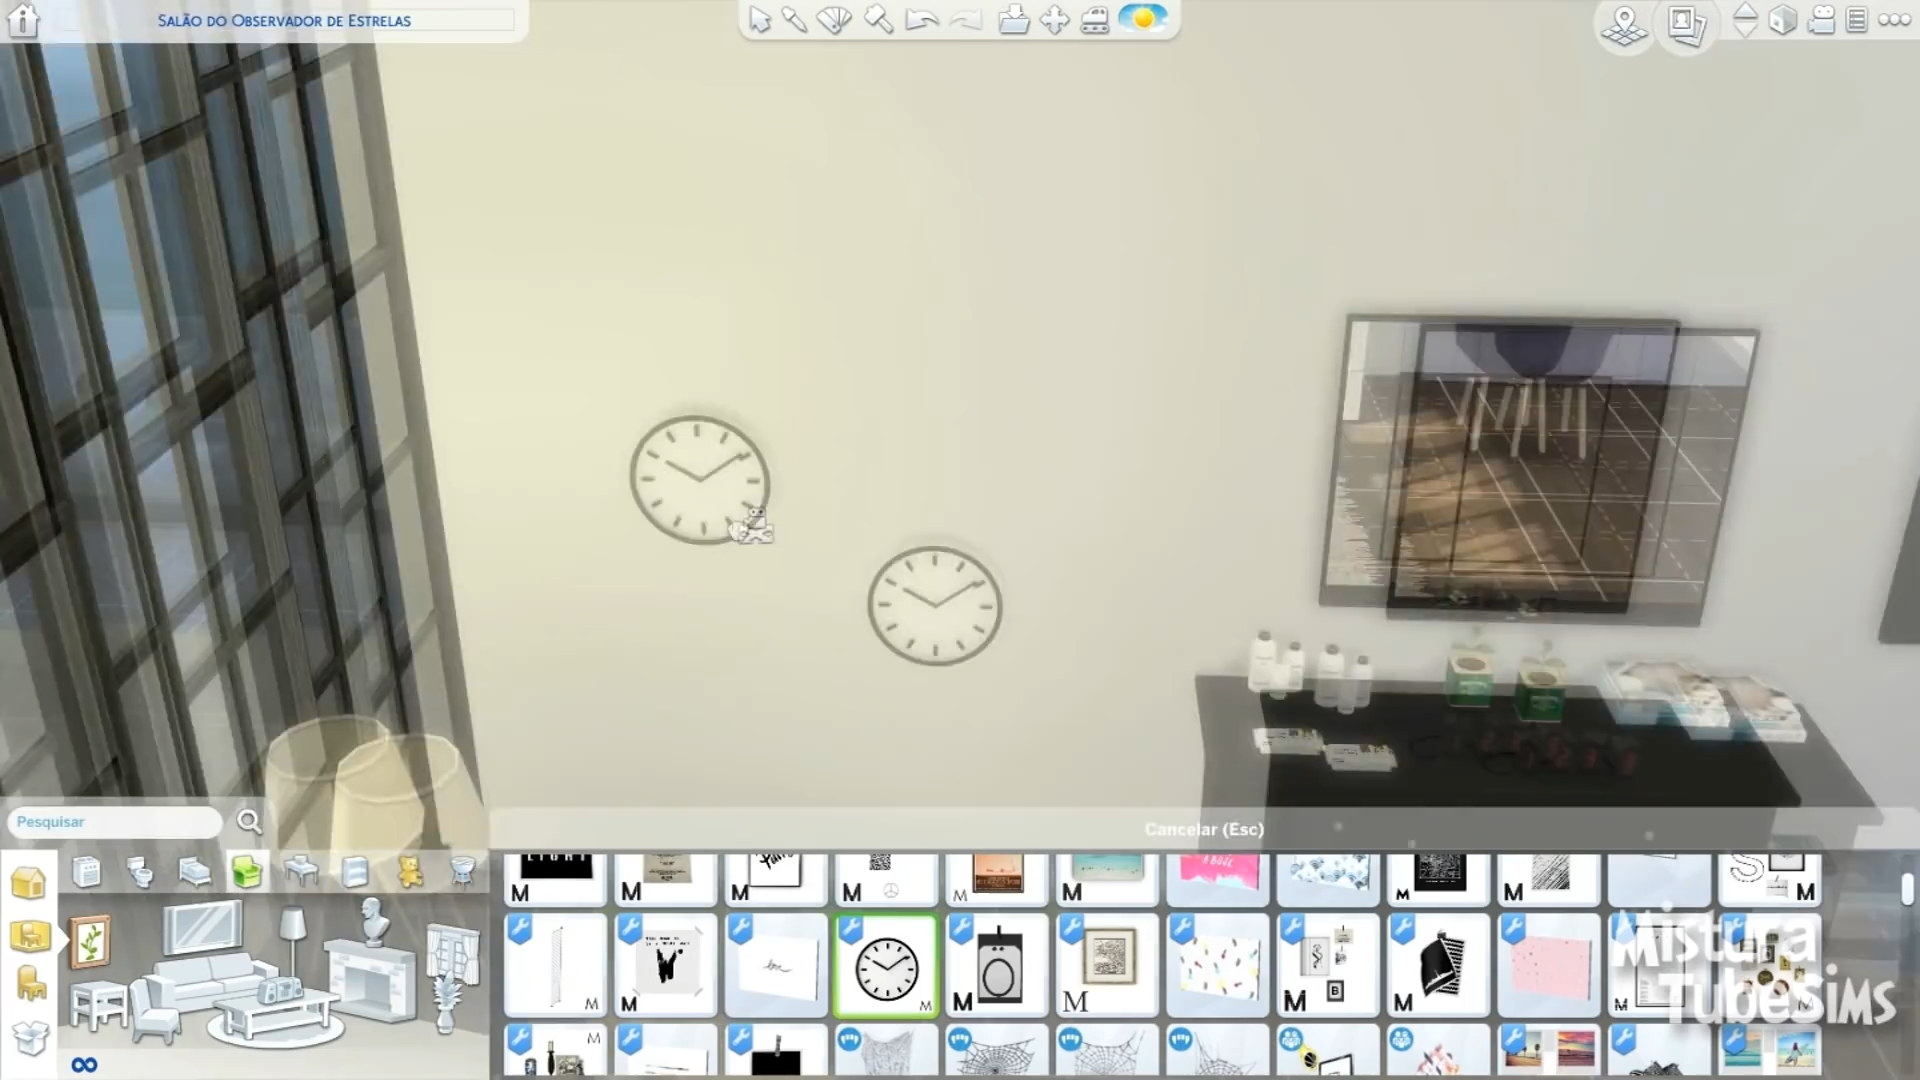 Salão do Observador de Estrelas
Pesquisar
Cancelar (Esc)
M M M M M M M M M
M M M M M M M M
Mistura
TubeSims
M